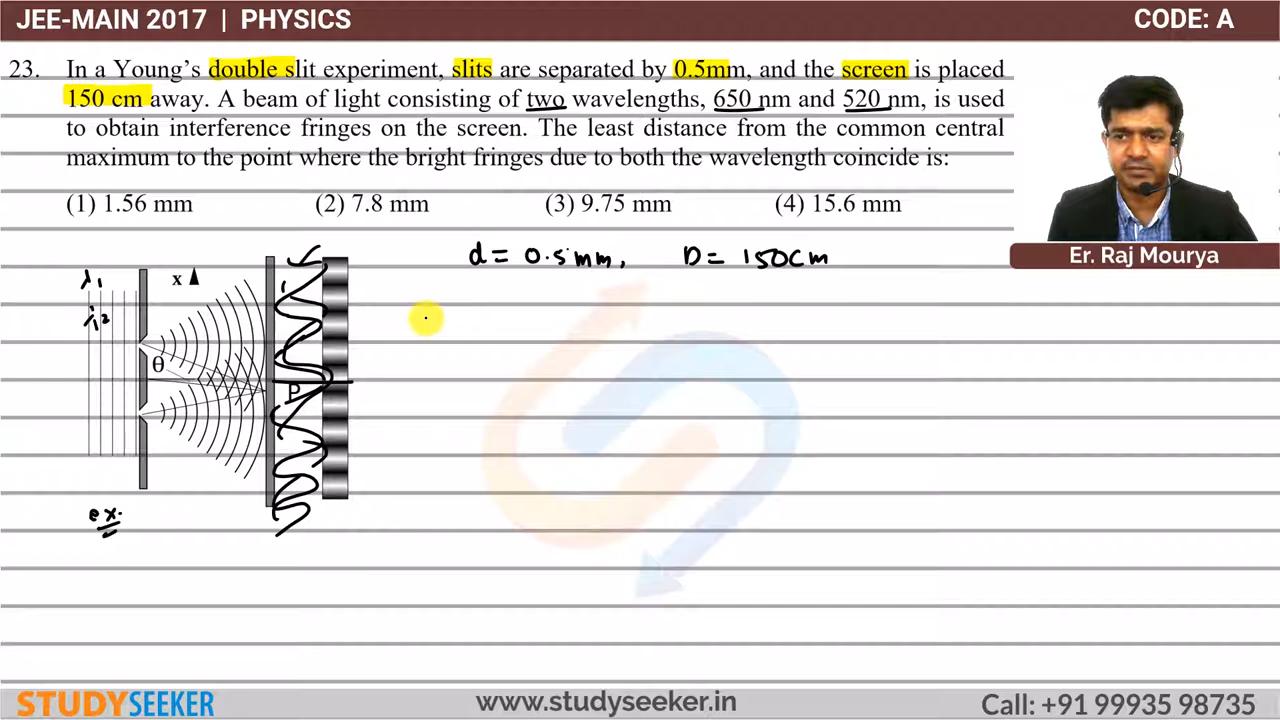 JEE-MAIN 2017 | PHYSICS
CODE: A
23. In a Young's double slit experiment, slits are separated by 0.5mm, and the screen is placed
150 cm away. A beam of light consisting of two wavelengths, 650 nm and 520 nm, is used
to obtain interference fringes on the screen. The least distance from the common central
maximum to the point where the bright fringes due to both the wavelength coincide is:
(1) 1.56 mm (2) 7.8 mm (3) 9.75 mm (4) 15.6 mm
Er. Raj Mourya
d = 0.5mm, D = 150cm
λ1
x
λ2
θ
P
ex.
STUDYSEEKER
www.studyseeker.in
Call: +91 99935 98735